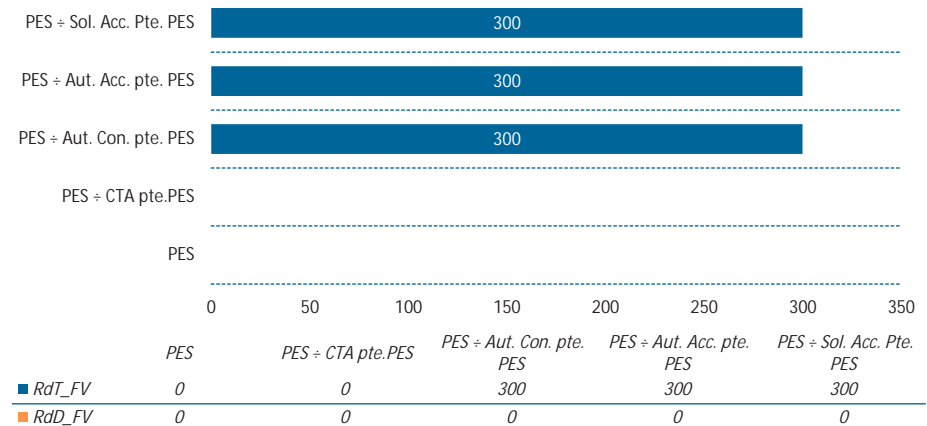 PES ÷ Sol. Acc. Pte. PES
300
PES ÷ Aut. Acc. pte. PES
300
PES ÷ Aut. Con. pte. PES
300
PES ÷ CTA pte.PES
PES
0 50 100 150 200 250 300 350
PES PES ÷ CTA pte.PES PES ÷ Aut. Con. pte. PES PES ÷ Aut. Acc. pte. PES PES ÷ Sol. Acc. Pte. PES
RdT_FV 0 0 300 300 300
RdD_FV 0 0 0 0 0